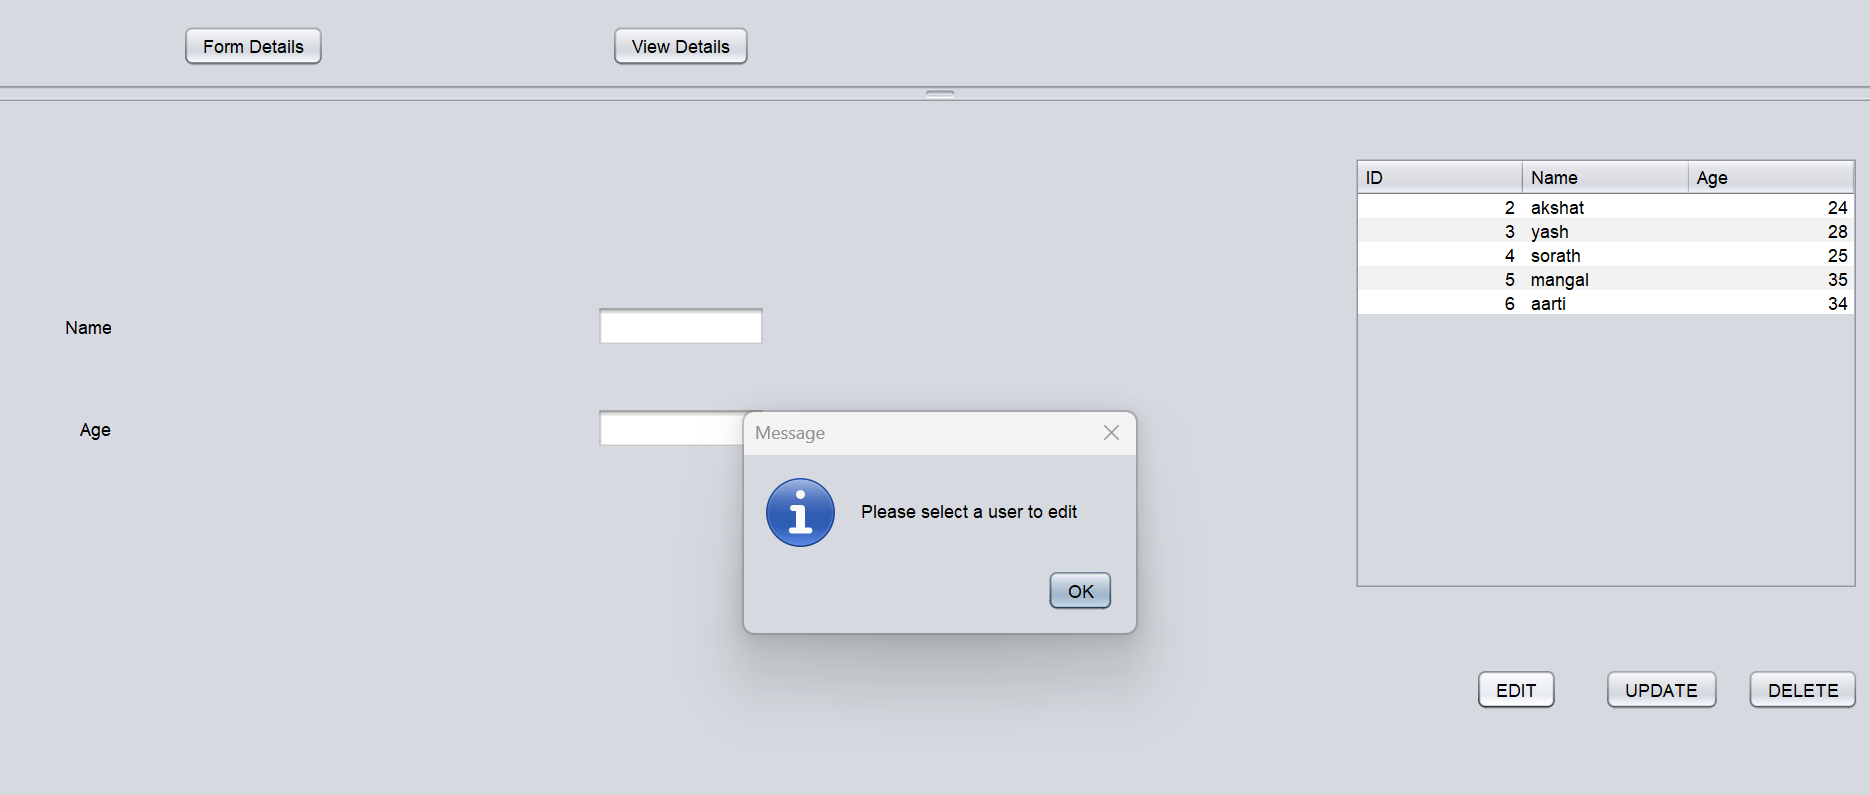 Form Details
View Details
ID Name Age
2 akshat 24
3 yash 28
4 sorath 25
5 mangal 35
6 aarti 34
Name
Age
Message
Please select a user to edit
OK
EDIT UPDATE DELETE